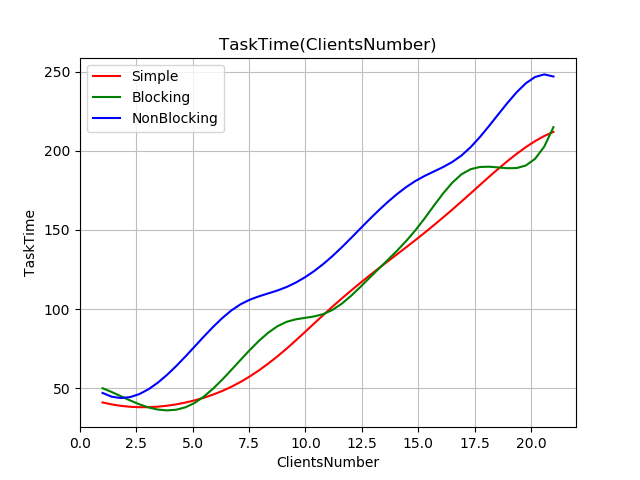 TaskTime(ClientsNumber)
Simple
Blocking
NonBlocking
250
200
150
100
50
TaskTime
0.0 2.5 5.0 7.5 10.0 12.5 15.0 17.5 20.0
ClientsNumber